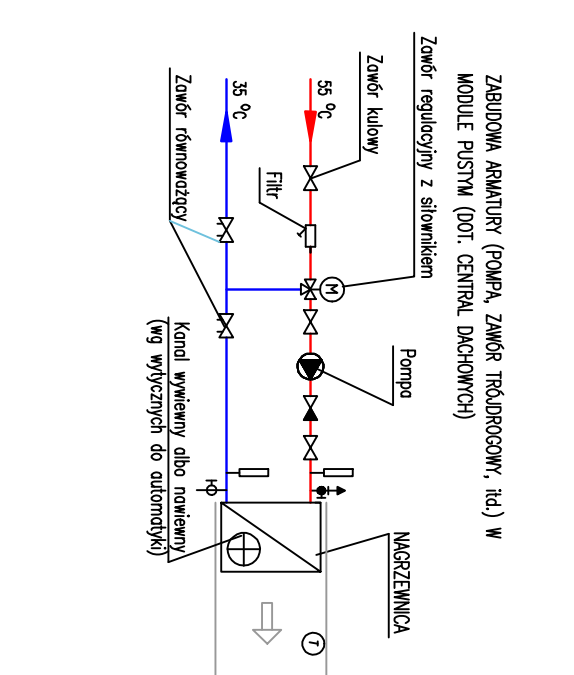 ZABUDOWA ARMATURY (POMPA, ZAWÓR TRÓJDROGOWY, itd.) W
MODULE PUSTYM (DOT. CENTRAL DACHOWYCH)
Zawór regulacyjny z siłownikiem
Zawór kulowy
55 °C
35 °C
Filtr
Zawór równoważący
M
Pompa
NAGRZEWNICA
Kanał wywiewny albo nawiewny
(wg wytycznych do automatyki)
T